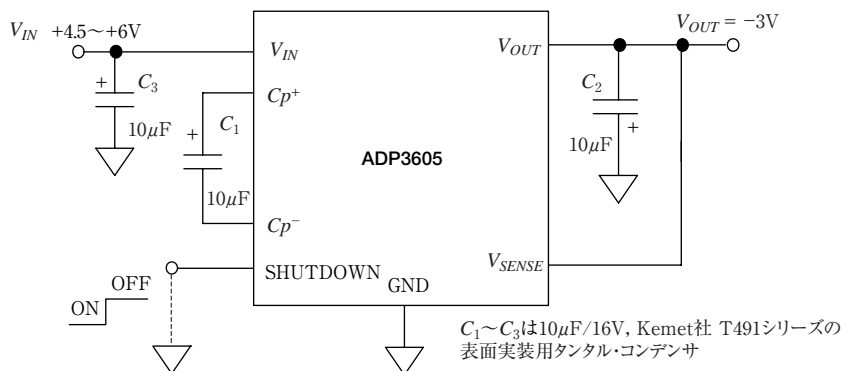 V_IN +4.5～+6V
V_OUT = −3V
V_IN
V_OUT
+ C_3
10μF
Cp^+
+ C_1
10μF
Cp^−
C_2
+
10μF
ADP3605
V_SENSE
SHUTDOWN
GND
OFF
ON
C_1～C_3は10μF/16V, Kemet社 T491シリーズの
表面実装用タンタル・コンデンサ